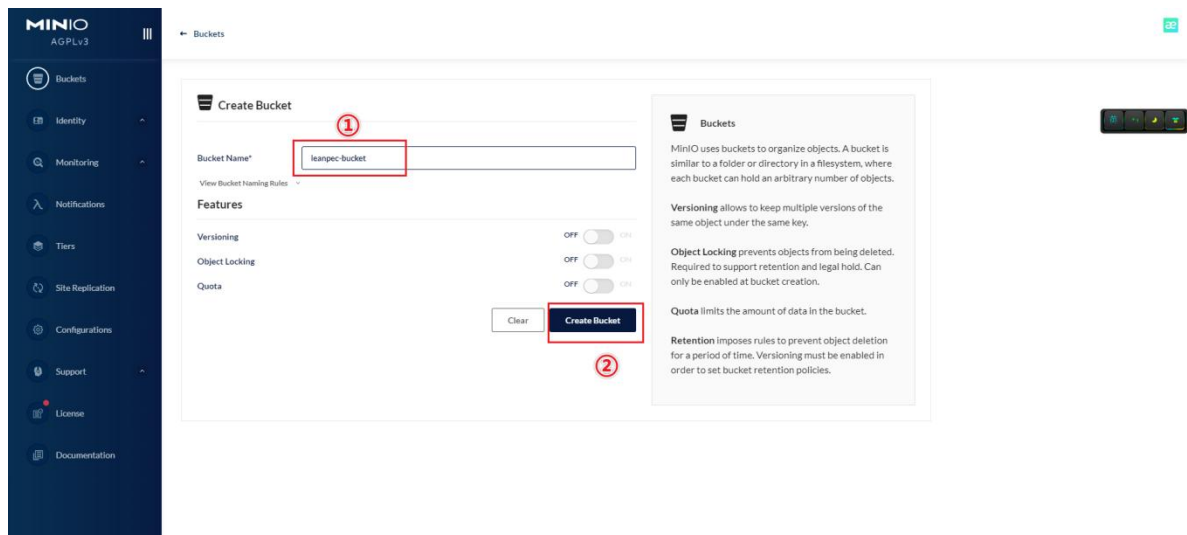 MINIO
AGPLv3
← Buckets
æ
Buckets
Identity
Monitoring
Notifications
Tiers
Site Replication
Configurations
Support
License
Documentation
Create Bucket
①
Bucket Name*
leanpec-bucket
View Bucket Naming Rules
Features
Versioning
OFF
ON
Object Locking
OFF
ON
Quota
OFF
ON
Clear
Create Bucket
②
Buckets
MinIO uses buckets to organize objects. A bucket is
similar to a folder or directory in a filesystem, where
each bucket can hold an arbitrary number of objects.
Versioning allows to keep multiple versions of the
same object under the same key.
Object Locking prevents objects from being deleted.
Required to support retention and legal hold. Can
only be enabled at bucket creation.
Quota limits the amount of data in the bucket.
Retention imposes rules to prevent object deletion
for a period of time. Versioning must be enabled in
order to set bucket retention policies.